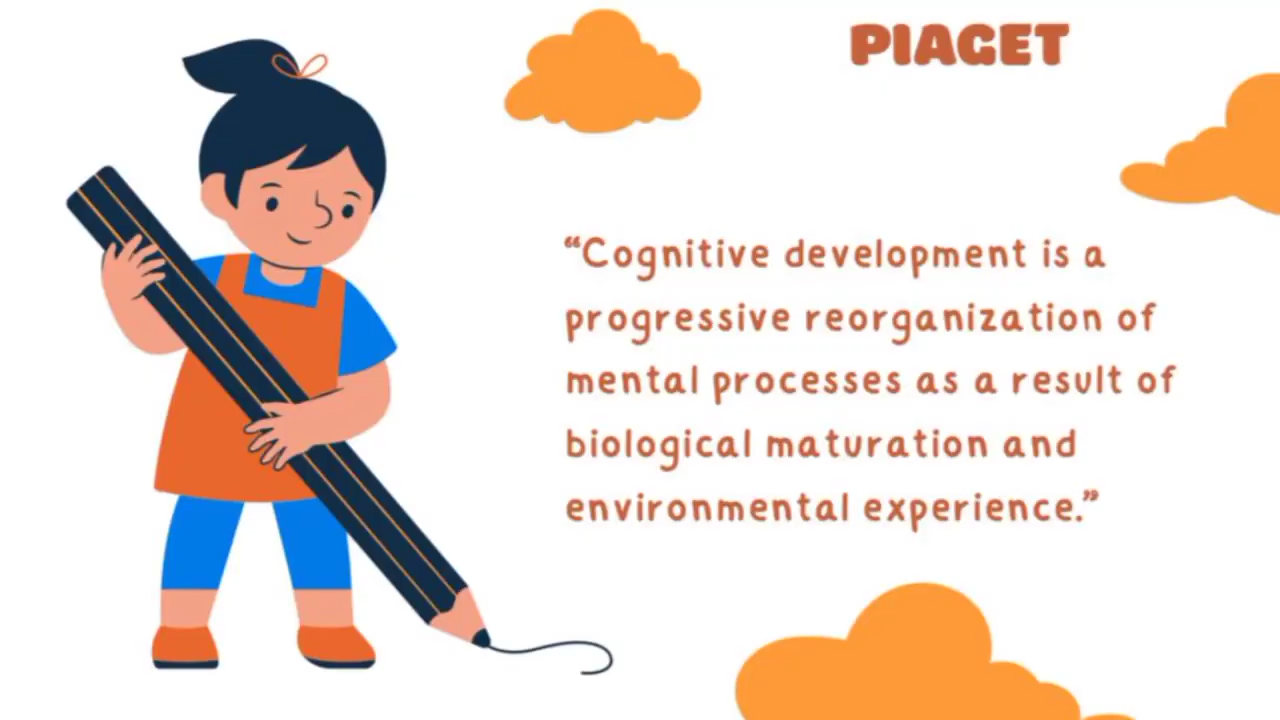 PIAGET
“Cognitive development is a
progressive reorganization of
mental processes as a result of
biological maturation and
environmental experience.”